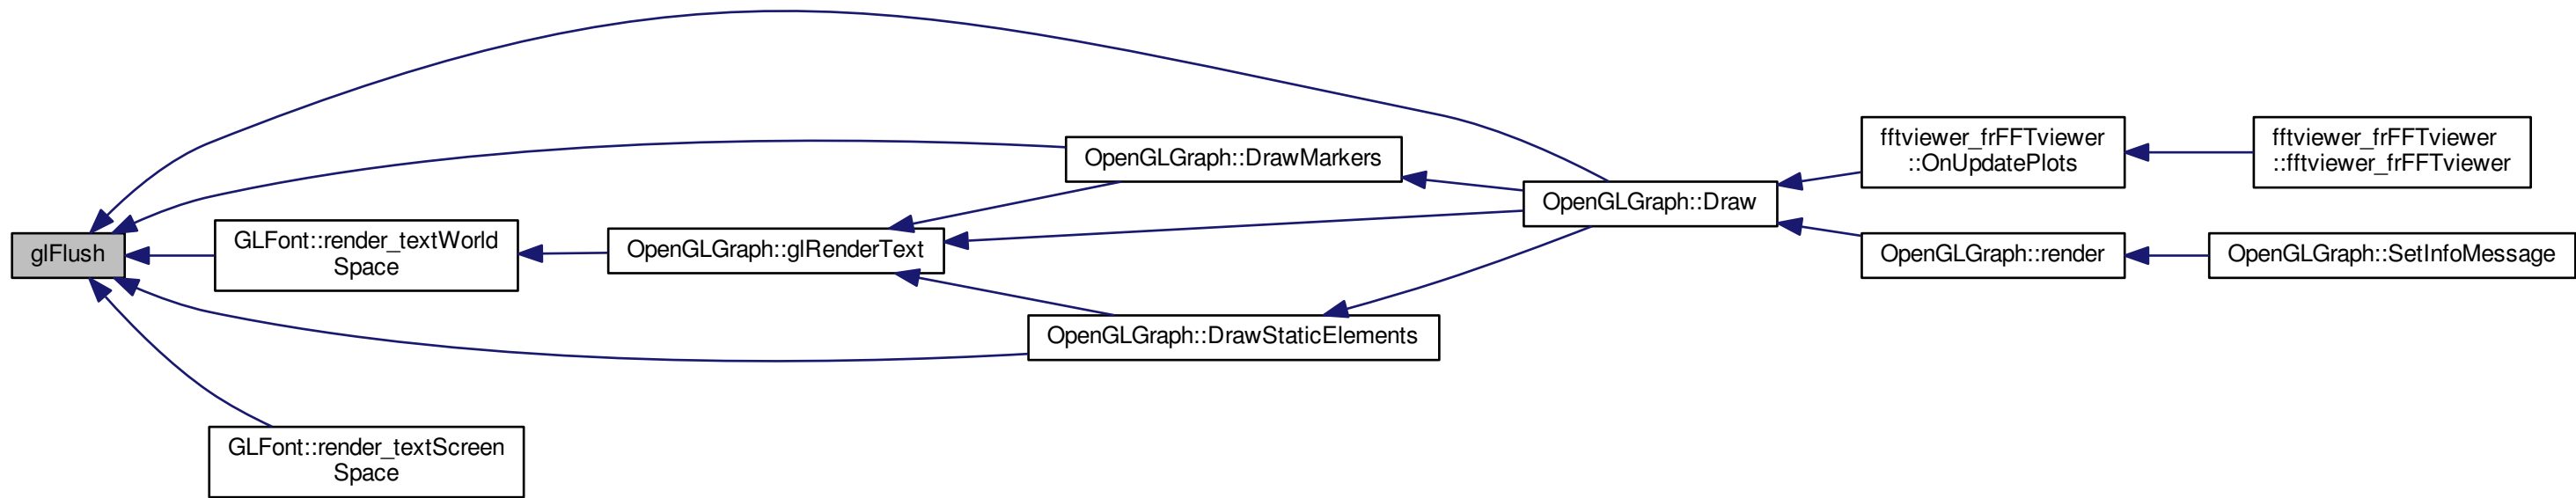 glFlush
GLFont::render_textWorld
Space
GLFont::render_textScreen
Space
OpenGLGraph::glRenderText
OpenGLGraph::DrawMarkers
OpenGLGraph::DrawStaticElements
OpenGLGraph::Draw
fftviewer_frFFTviewer
::OnUpdatePlots
OpenGLGraph::render
fftviewer_frFFTviewer
::fftviewer_frFFTviewer
OpenGLGraph::SetInfoMessage